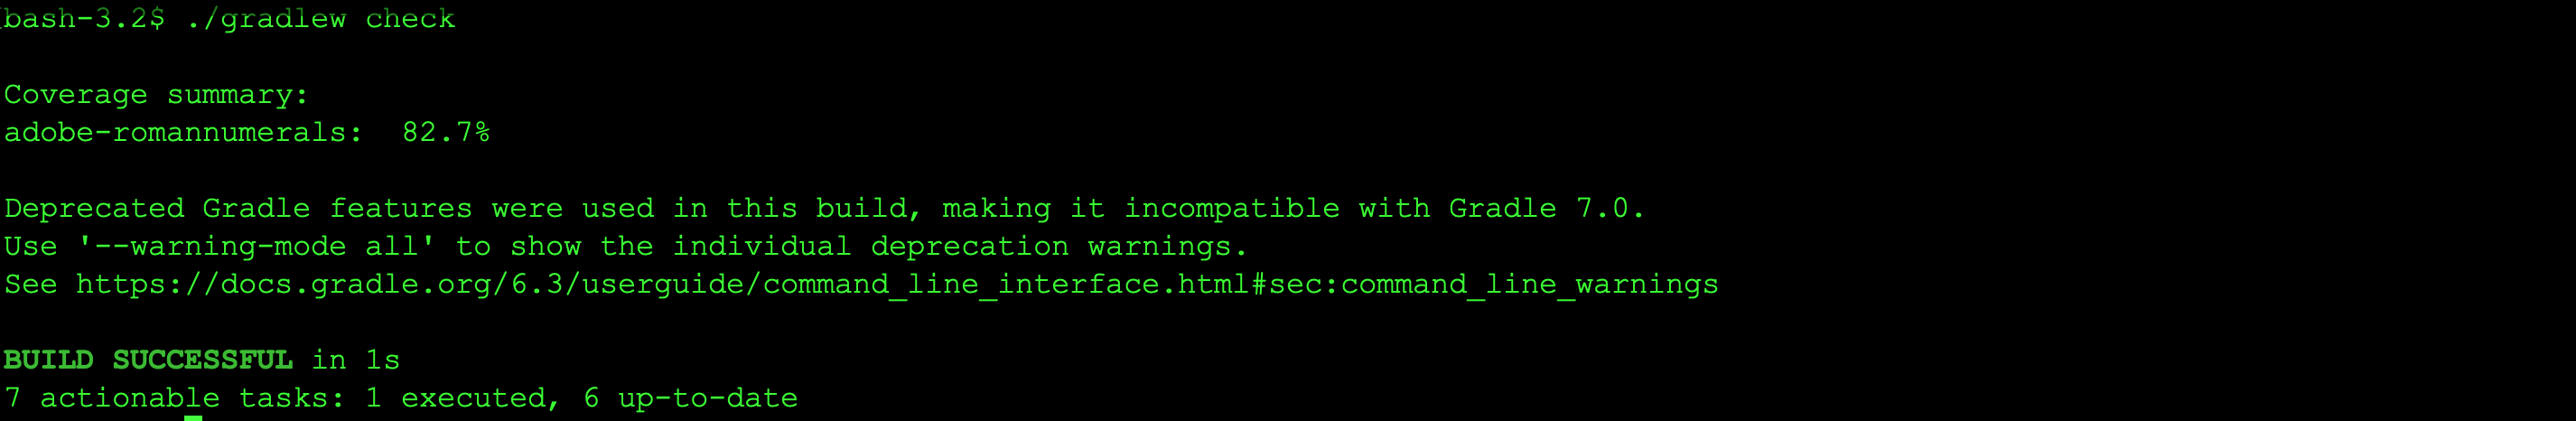 bash-3.2$ ./gradlew check
Coverage summary:
adobe-romannumerals:  82.7%
Deprecated Gradle features were used in this build, making it incompatible with Gradle 7.0.
Use '--warning-mode all' to show the individual deprecation warnings.
See https://docs.gradle.org/6.3/userguide/command_line_interface.html#sec:command_line_warnings
BUILD SUCCESSFUL in 1s
7 actionable tasks: 1 executed, 6 up-to-date